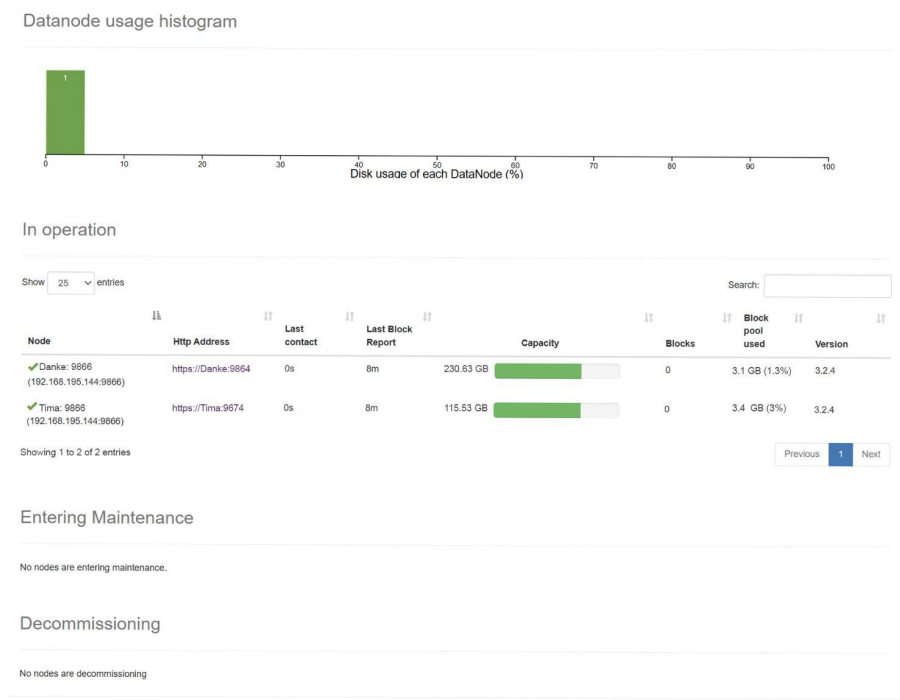 Datanode usage histogram
1
0 10 20 30 40 50 60 70 80 90 100
Disk usage of each DataNode (%)
In operation
Show 25 entries
Search:
Node Http Address Last contact Last Block Report Capacity Blocks Block pool used Version
Danke: 9866 (192.168.195.144:9866) https://Danke:9864 0s 8m 230.63 GB 0 3.1 GB (1.3%) 3.2.4
Tima: 9866 (192.168.195.144:9866) https://Tima:9674 0s 8m 115.53 GB 0 3.4 GB (3%) 3.2.4
Showing 1 to 2 of 2 entries
Previous 1 Next
Entering Maintenance
No nodes are entering maintenance.
Decommissioning
No nodes are decommissioning